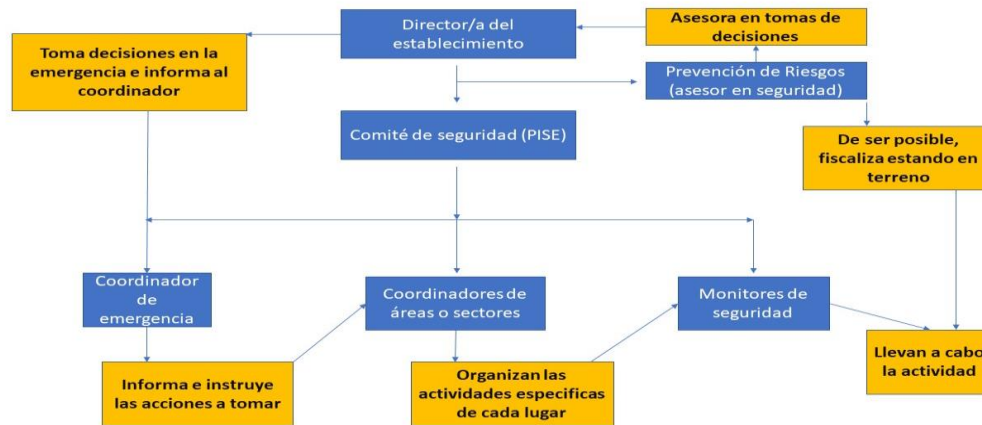 Director/a del
establecimiento
Asesora en tomas de
decisiones
Toma decisiones en la
emergencia e informa al
coordinador
Prevención de Riesgos
(asesor en seguridad)
Comité de seguridad (PISE)
De ser posible,
fiscaliza estando en
terreno
Coordinador
de
emergencia
Coordinadores de
áreas o sectores
Monitores de
seguridad
Informa e instruye
las acciones a tomar
Organizan las
actividades especificas
de cada lugar
Llevan a cabo
la actividad